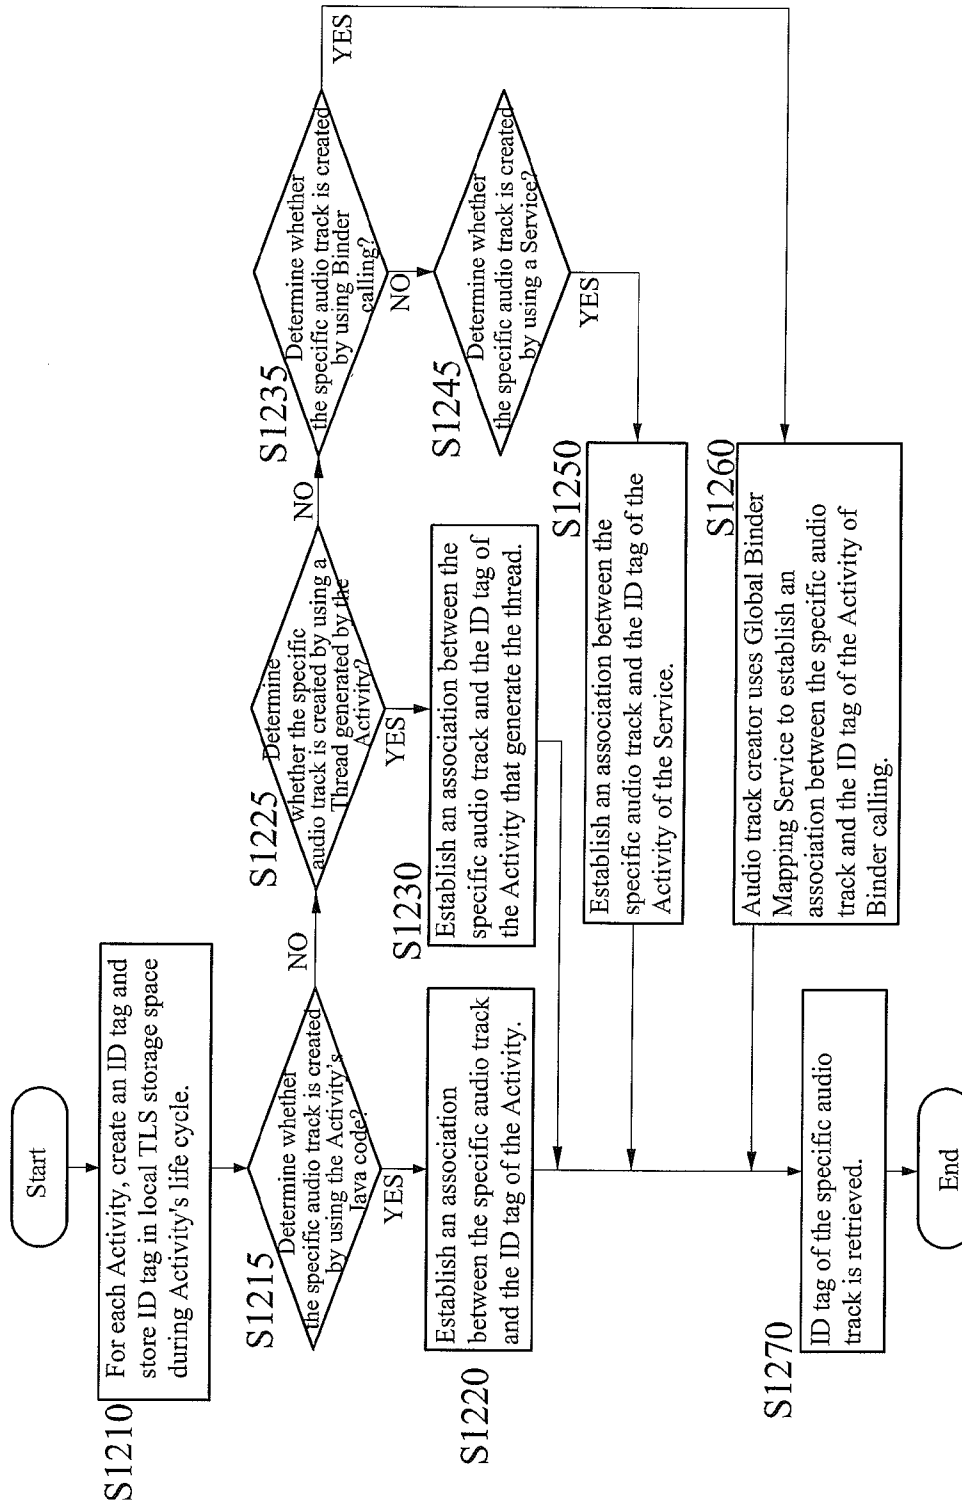 Start
S1210
For each Activity, create an ID tag and
store ID tag in local TLS storage space
during Activity's life cycle.
S1215
Determine whether
the specific audio track is created
by using the Activity's
Java code?
NO
YES
S1220
Establish an association
between the specific audio track
and the ID tag of the Activity.
S1225
Determine
whether the specific
audio track is created by using a
Thread generated by the
Activity?
NO
YES
S1230
Establish an association between the
specific audio track and the ID tag of
the Activity that generate the thread.
S1235
Determine whether
the specific audio track is created
by using Binder
calling?
YES
NO
S1245
Determine whether
the specific audio track is created
by using a Service?
YES
S1250
Establish an association between the
specific audio track and the ID tag of the
Activity of the Service.
S1260
Audio track creator uses Global Binder
Mapping Service to establish an
association between the specific audio
track and the ID tag of the Activity of
Binder calling.
S1270
ID tag of the specific audio
track is retrieved.
End